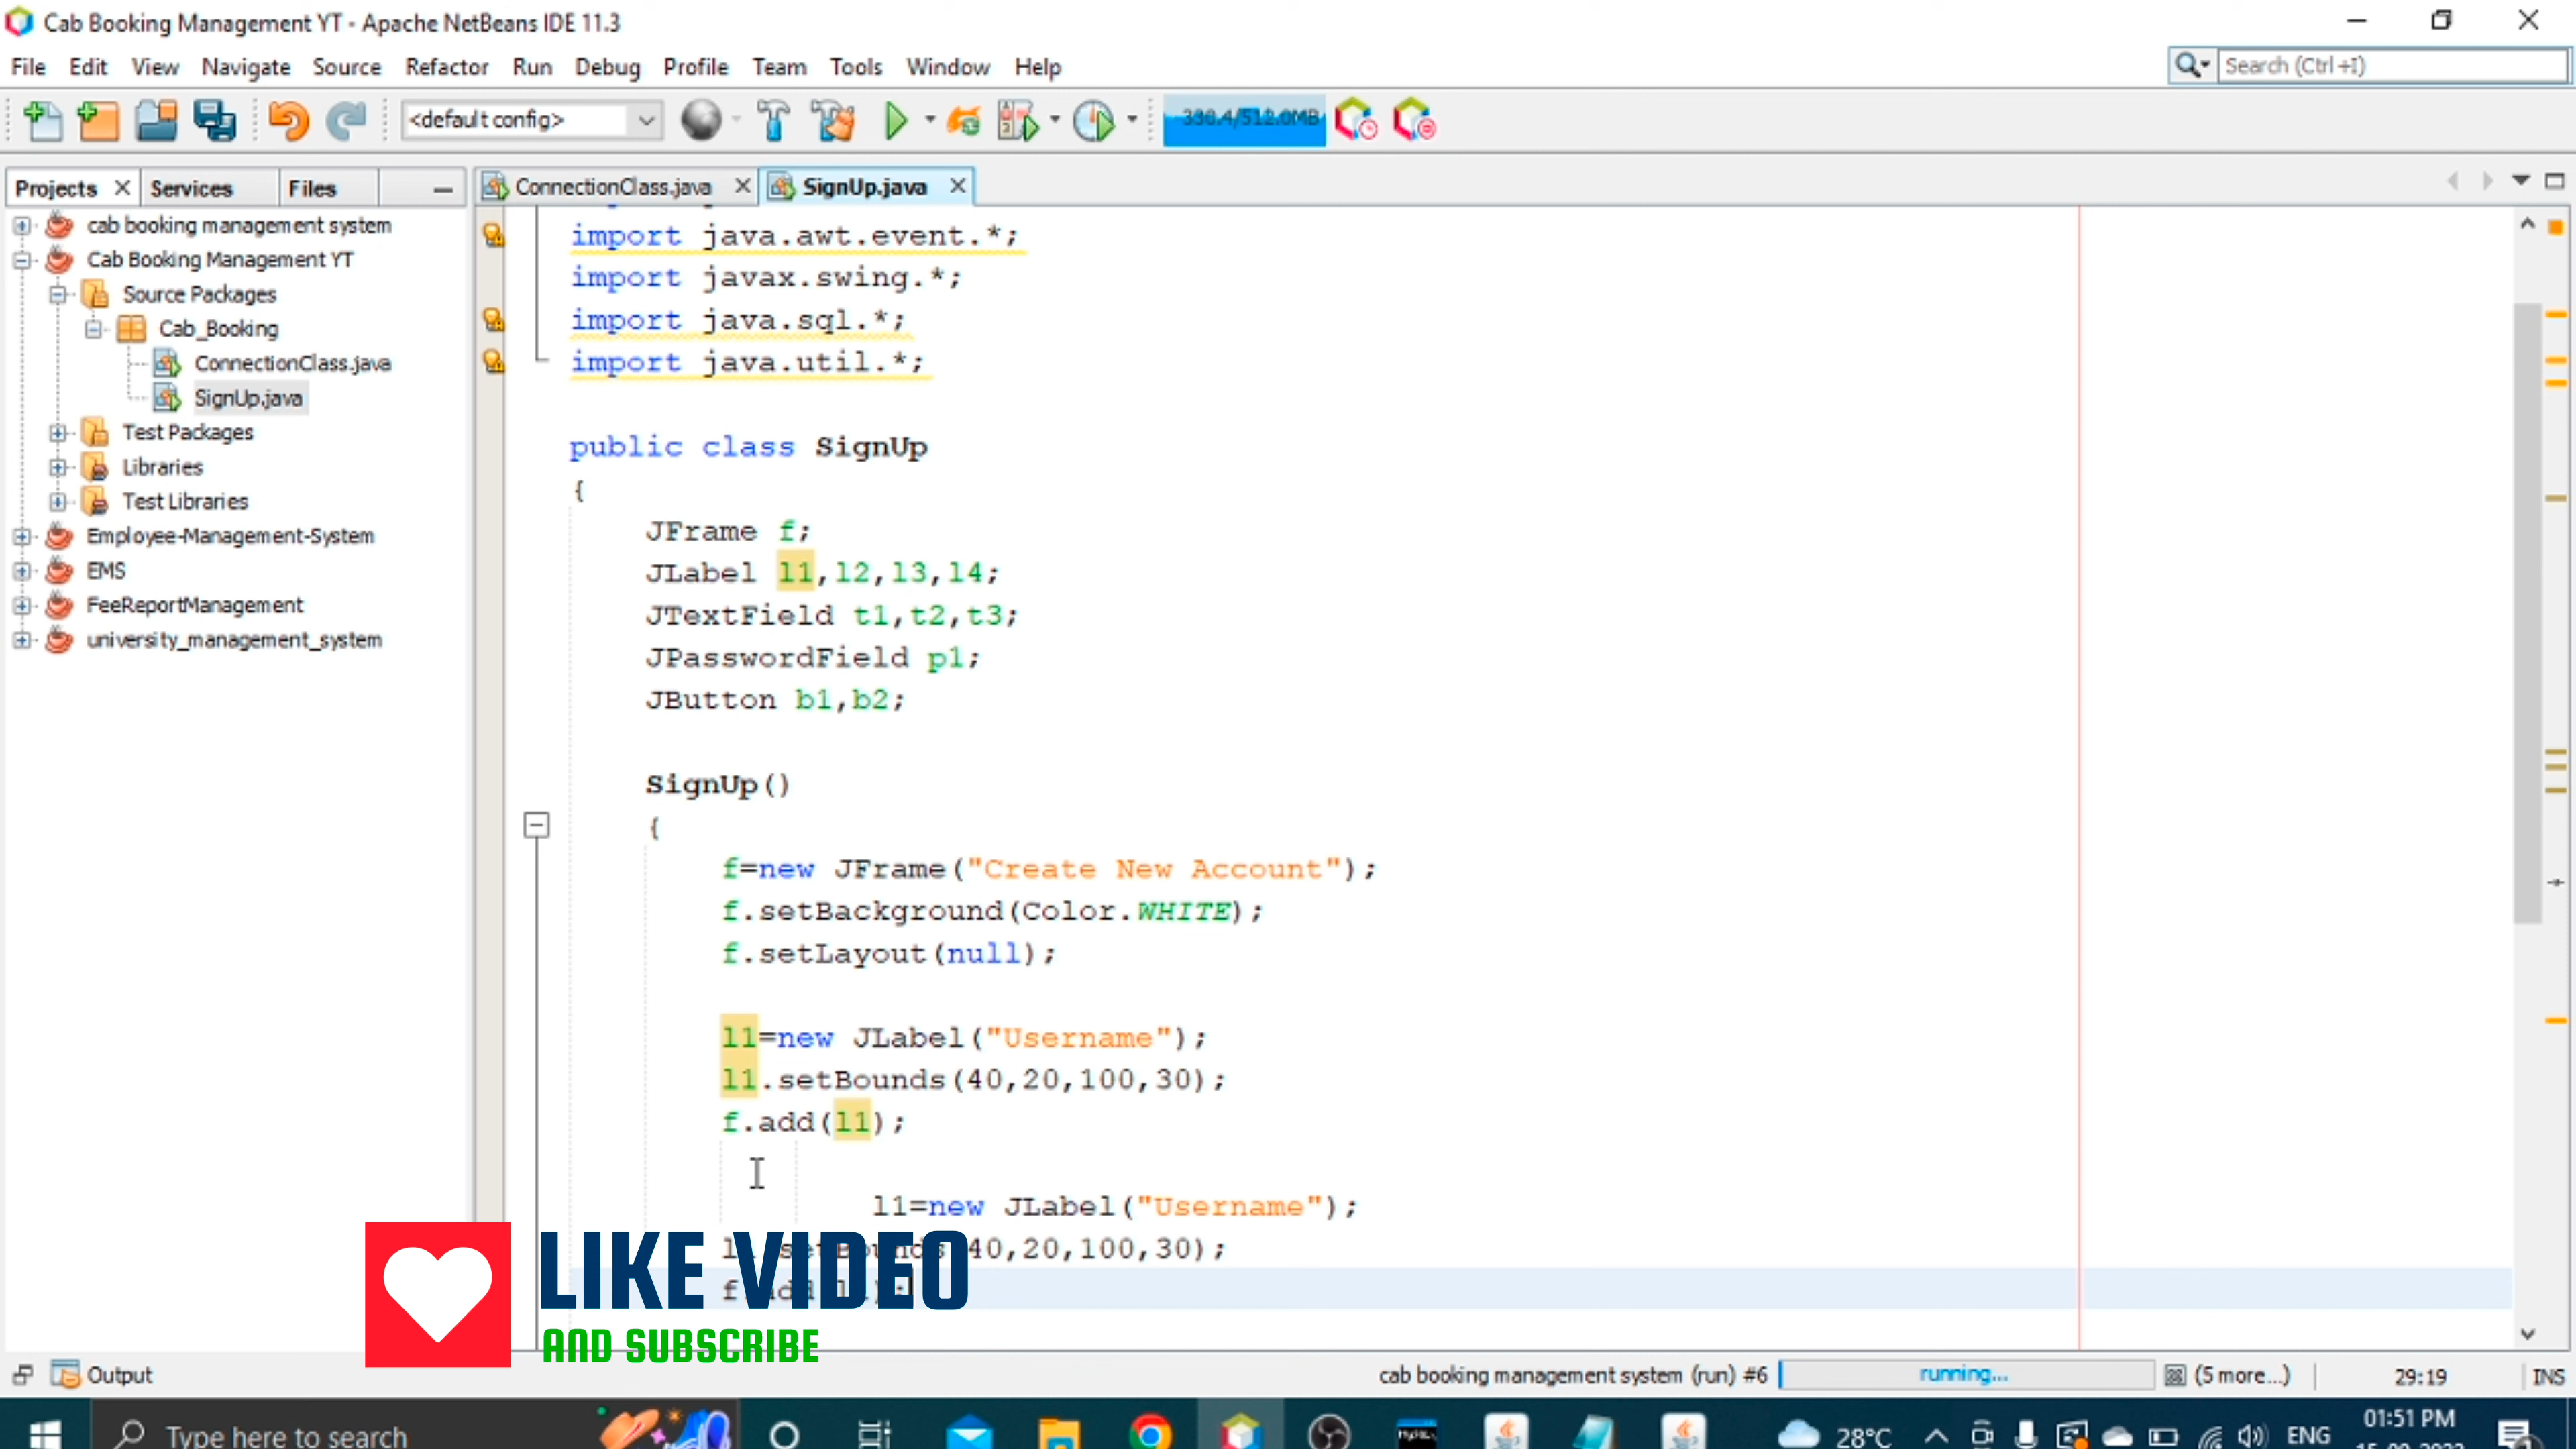 Cab Booking Management YT - Apache NetBeans IDE 11.3
File Edit View Navigate Source Refactor Run Debug Profile Team Tools Window Help
Search (Ctrl+I)
<default config>
330.4/512.0MB
Projects Services Files
ConnectionClass.java SignUp.java
cab booking management system
Cab Booking Management YT
Source Packages
Cab_Booking
ConnectionClass.java
SignUp.java
Test Packages
Libraries
Test Libraries
Employee-Management-System
EMS
FeeReportManagement
university_management_system
import java.awt.event.*;
import javax.swing.*;
import java.sql.*;
import java.util.*;
public class SignUp
{
JFrame f;
JLabel l1,l2,l3,l4;
JTextField t1,t2,t3;
JPasswordField p1;
JButton b1,b2;
SignUp()
{
f=new JFrame("Create New Account");
f.setBackground(Color.WHITE);
f.setLayout(null);
l1=new JLabel("Username");
l1.setBounds(40,20,100,30);
f.add(l1);
l1=new JLabel("Username");
40,20,100,30);
LIKE VIDEO
AND SUBSCRIBE
Output
cab booking management system (run) #6 running... (5 more...) 29:19 INS
Type here to search
28°C ENG 01:51 PM